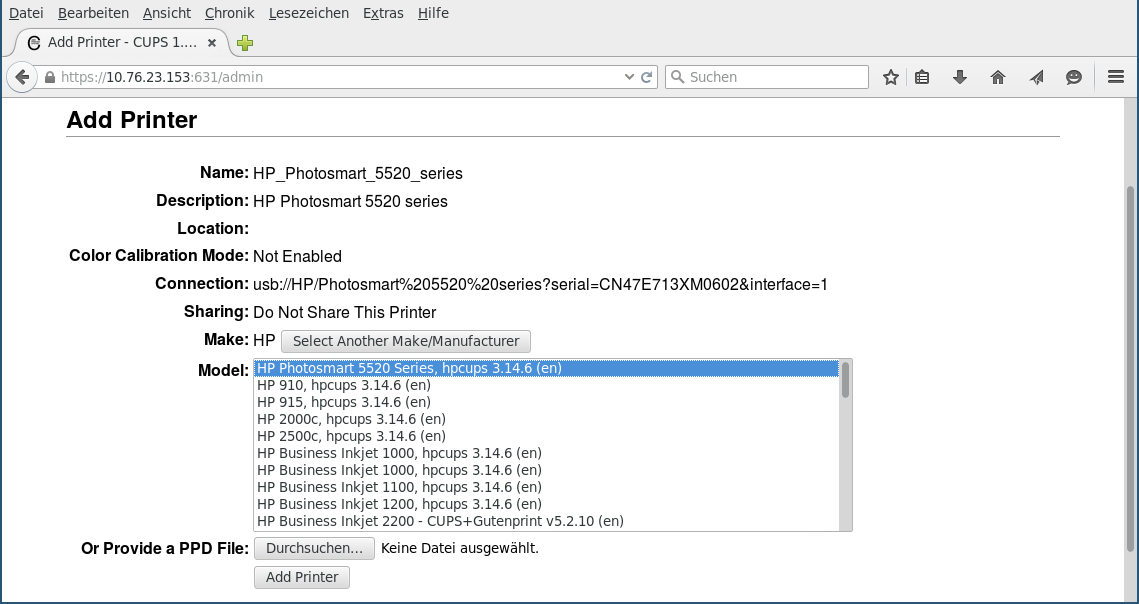 Datei Bearbeiten Ansicht Chronik Lesezeichen Extras Hilfe
Add Printer - CUPS 1....
https://10.76.23.153:631/admin Suchen
Add Printer
Name: HP_Photosmart_5520_series
Description: HP Photosmart 5520 series
Location:
Color Calibration Mode: Not Enabled
Connection: usb://HP/Photosmart%205520%20series?serial=CN47E713XM0602&interface=1
Sharing: Do Not Share This Printer
Make: HP Select Another Make/Manufacturer
Model: HP Photosmart 5520 Series, hpcups 3.14.6 (en)
HP 910, hpcups 3.14.6 (en)
HP 915, hpcups 3.14.6 (en)
HP 2000c, hpcups 3.14.6 (en)
HP 2500c, hpcups 3.14.6 (en)
HP Business Inkjet 1000, hpcups 3.14.6 (en)
HP Business Inkjet 1000, hpcups 3.14.6 (en)
HP Business Inkjet 1100, hpcups 3.14.6 (en)
HP Business Inkjet 1200, hpcups 3.14.6 (en)
HP Business Inkjet 2200 - CUPS+Gutenprint v5.2.10 (en)
Or Provide a PPD File: Durchsuchen... Keine Datei ausgewählt.
Add Printer